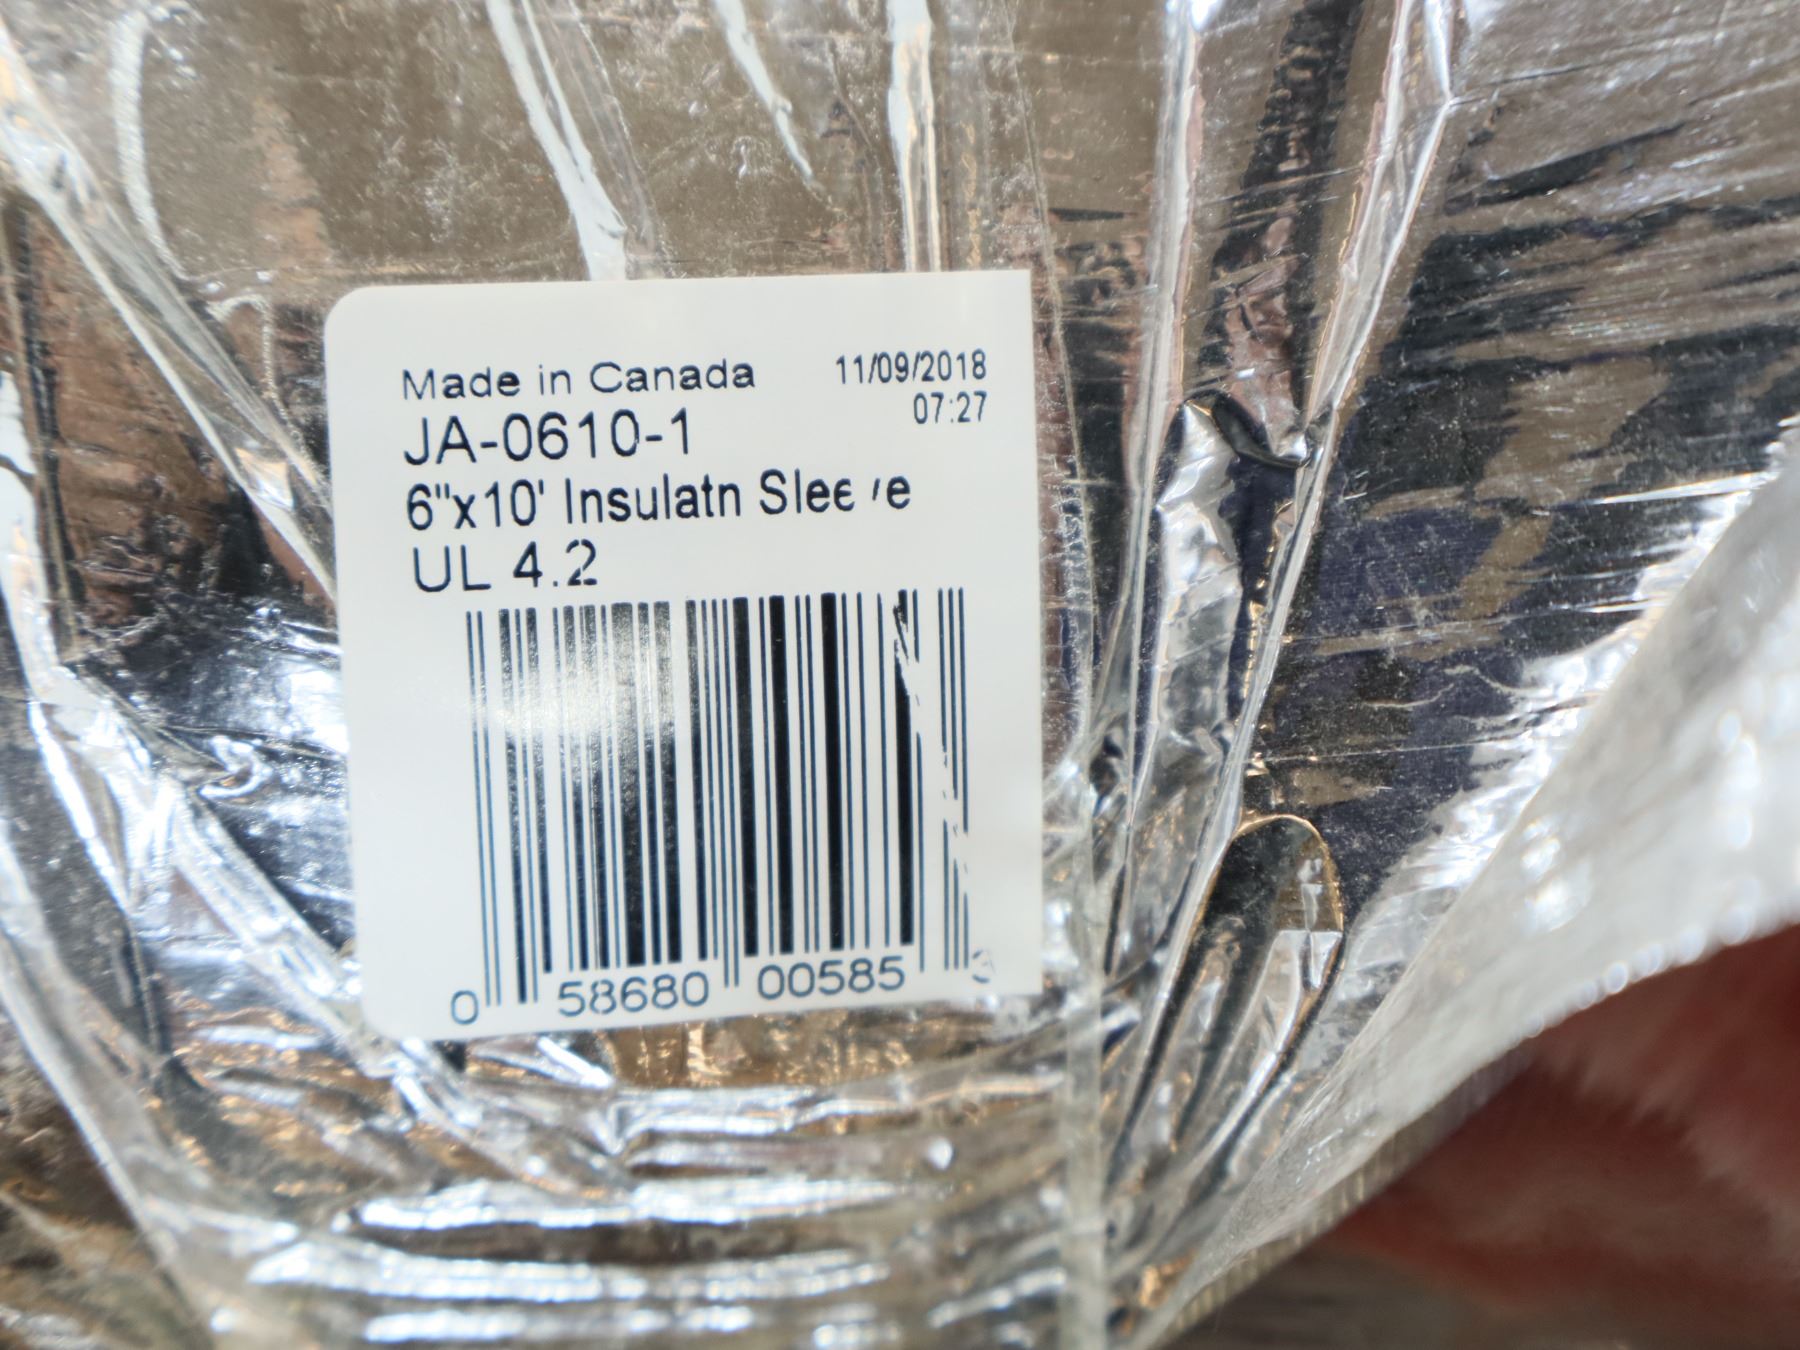 Made in Canada 11/09/2018
07:27
JA-0610-1
6"x10' Insulatn Sleeve
UL 4.2
0 58680 00585 3